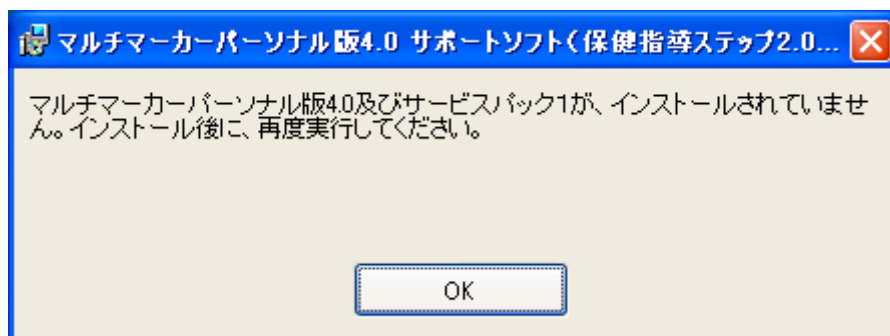 マルチマーカーパーソナル版4.0 サポートソフト(保健指導ステップ2.0...
マルチマーカーパーソナル版4.0及びサービスパック1が、インストールされていませ
ん。インストール後に、再度実行してください。
OK